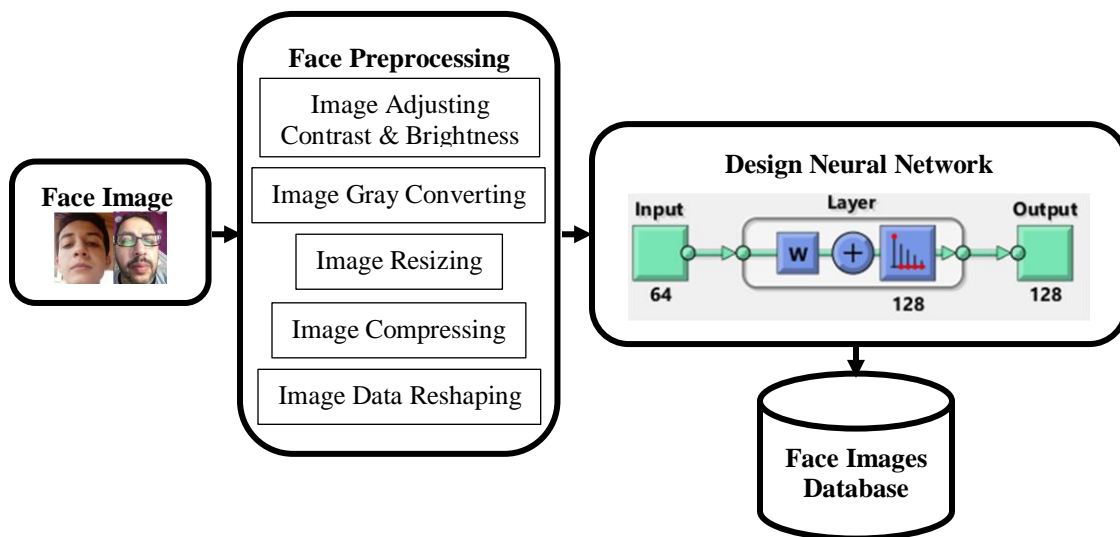 Face Image
Face Preprocessing
Image Adjusting
Contrast & Brightness
Image Gray Converting
Image Resizing
Image Compressing
Image Data Reshaping
Design Neural Network
Input
Layer
Output
W
+
64
128
128
Face Images
Database